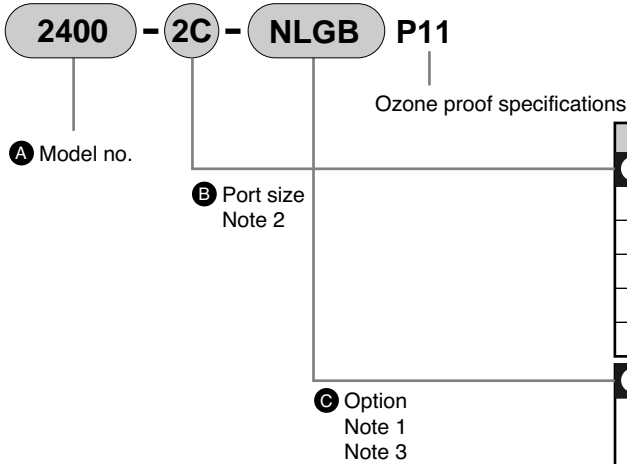 2400 - 2C - NLGB P11
Ozone proof specifications
A Model no.
B Port size
Note 2
C Option
Note 1
Note 3